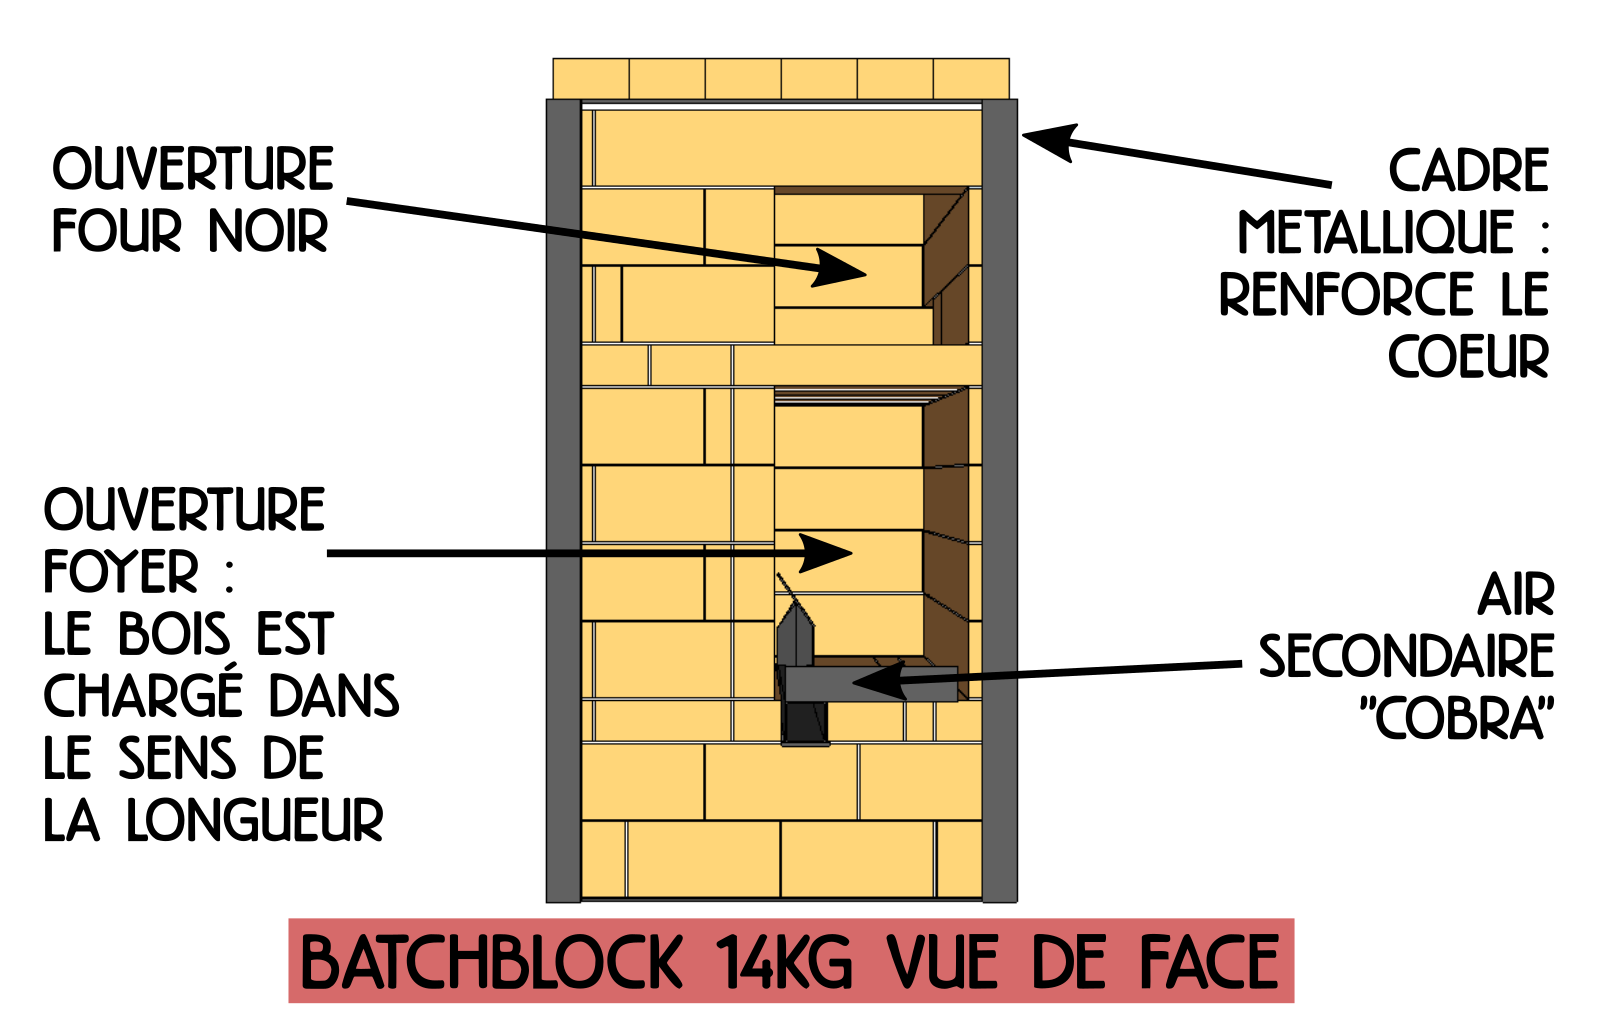 OUVERTURE
FOUR NOIR
CADRE
METALLIQUE :
RENFORCE LE
COEUR
OUVERTURE
FOYER :
LE BOIS EST
CHARGÉ DANS
LE SENS DE
LA LONGUEUR
AIR
SECONDAIRE
"COBRA"
BATCHBLOCK 14KG VUE DE FACE